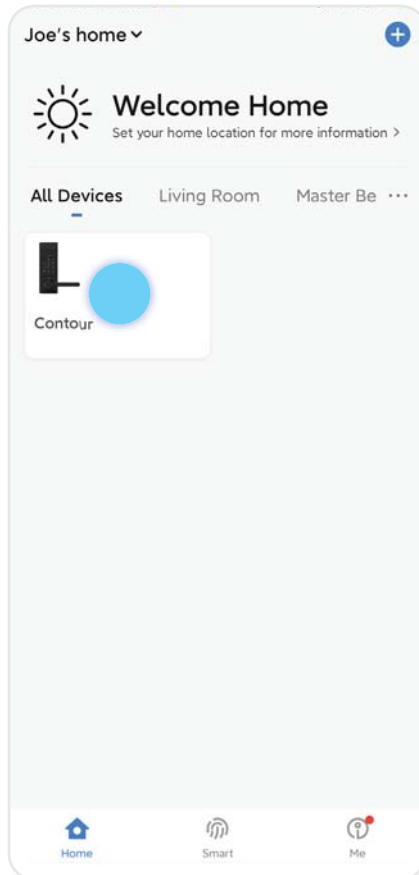 Joe's home
Welcome Home
Set your home location for more information >
All Devices Living Room Master Be ...
Contour
Home Smart Me